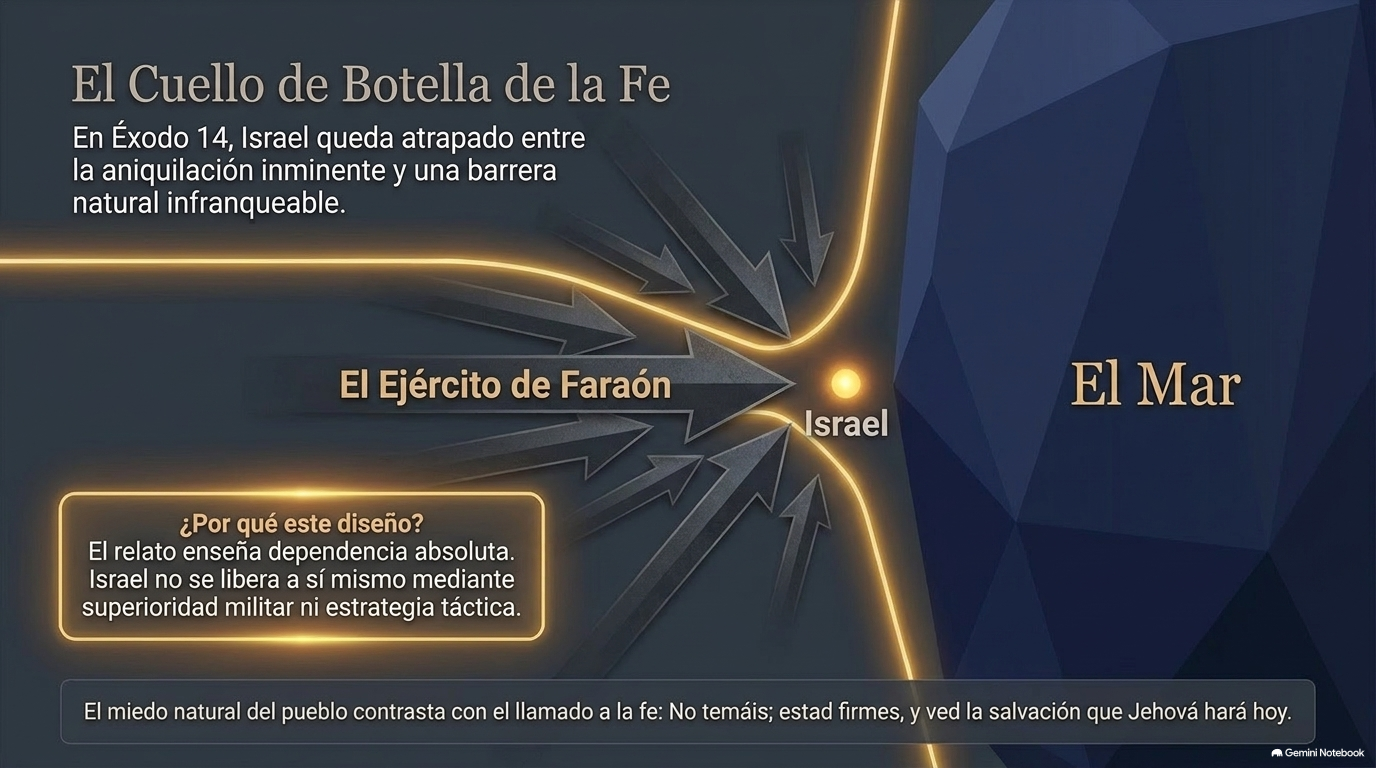 El Cuello de Botella de la Fe
En Éxodo 14, Israel queda atrapado entre
la aniquilación inminente y una barrera
natural infranqueable.
El Ejército de Faraón
Israel
El Mar
¿Por qué este diseño?
El relato enseña dependencia absoluta.
Israel no se libera a sí mismo mediante
superioridad militar ni estrategia táctica.
El miedo natural del pueblo contrasta con el llamado a la fe: No temáis; estad firmes, y ved la salvación que Jehová hará hoy.
Gemini Notebook